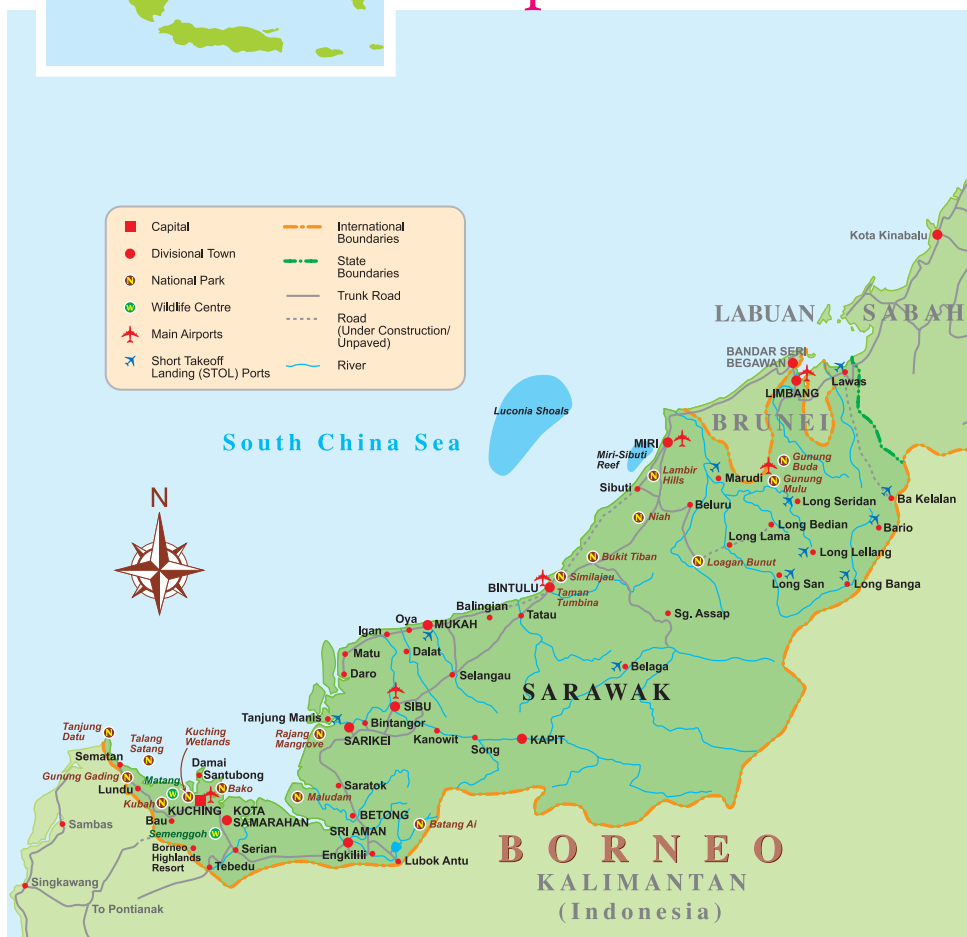 Capital
Divisional Town
National Park
Wildlife Centre
Main Airports
Short Takeoff
Landing (STOL) Ports
International
Boundaries
State
Boundaries
Trunk Road
Road
(Under Construction/
Unpaved)
River
N
N
W
South China Sea
Luconia Shoals
Kota Kinabalu
LABUAN
SABAH
BANDAR SERI
BEGAWAN
LIMBANG
Lawas
BRUNEI
MIRI
Miri-Sibuti
Reef
Lambir
Hills
Sibuti
Niah
Marudi
Gunung
Buda
Gunung
Mulu
Beluru
Long Seridan
Ba Kelalan
Long Bedian
Bario
Long Lama
Long Lellang
Loagan Bunut
Long San
Long Banga
Bukit Tiban
Similajau
BINTULU
Taman
Tumbina
Balingian
Tatau
Sg. Assap
Oya
MUKAH
Igan
Matu
Dalat
Daro
Selangau
Belaga
SARAWAK
SIBU
Tanjung Manis
Bintangor
Rajang
Mangrove
SARIKEI
Kanowit
Song
KAPIT
Tanjung
Datu
Talang
Satang
Kuching
Wetlands
Sematan
Damai
Santubong
Gunung Gading
Matang
Bako
Lundu
Kubah
KUCHING
KOTA
SAMARAHAN
Bau
Semenggoh
Borneo
Highlands
Resort
Serian
Tebedu
Maludam
Saratok
BETONG
SRI AMAN
Batang Ai
Engkilili
Lubok Antu
Sambas
Singkawang
To Pontianak
BORNEO
KALIMANTAN
(Indonesia)